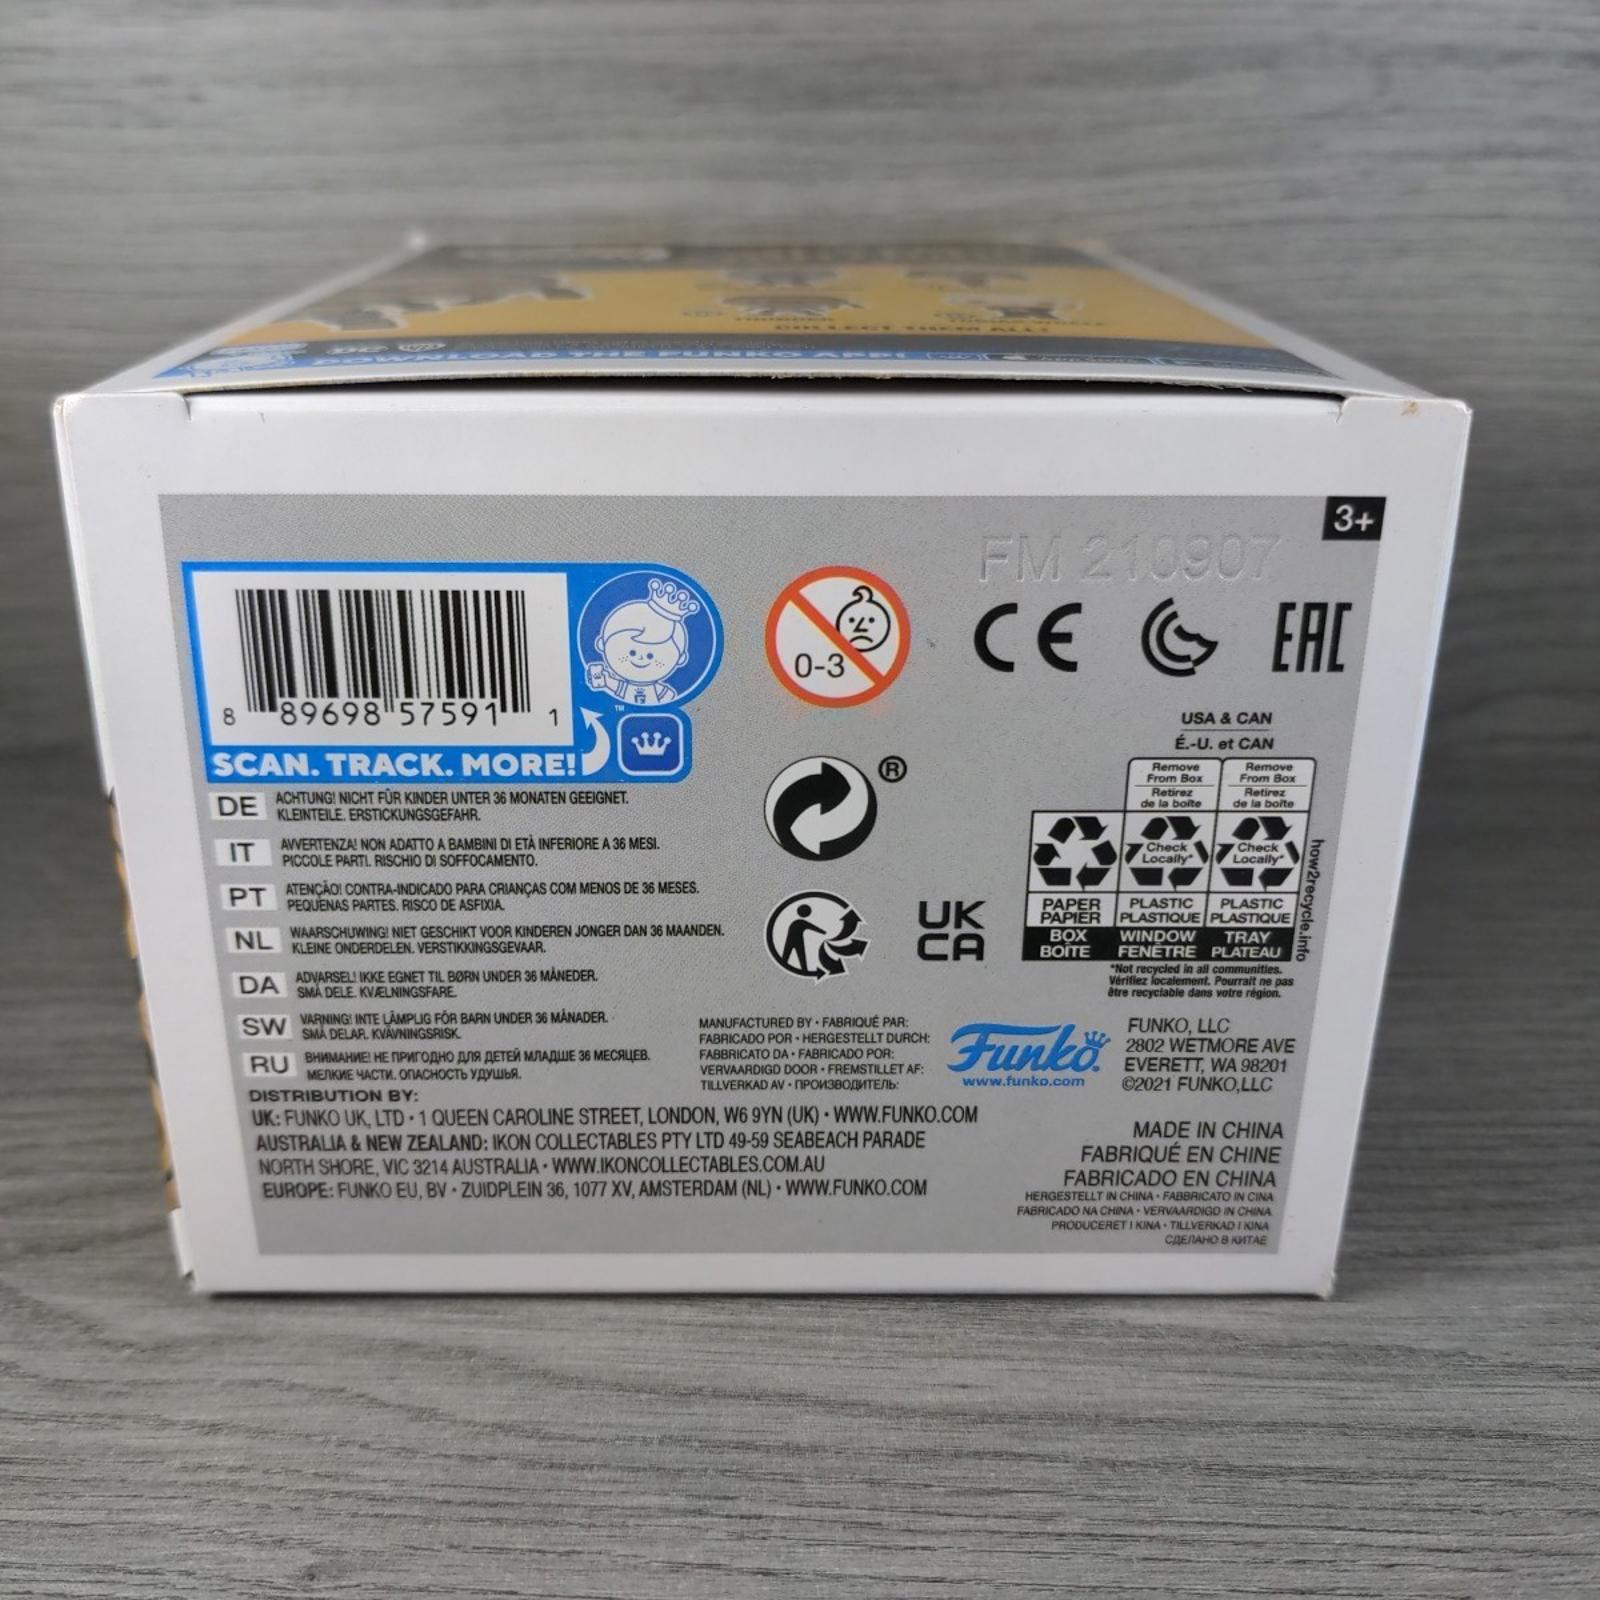 COLLECT THEM ALL!
DC
DOWNLOAD THE FUNKO APP!
3+
FM 210907
8 89698 57591 1
TM
SCAN. TRACK. MORE!
0-3
CE
EAC
DE ACHTUNG! NICHT FÜR KINDER UNTER 36 MONATEN GEEIGNET.
KLEINTEILE. ERSTICKUNGSGEFAHR.
IT AVVERTENZA! NON ADATTO A BAMBINI DI ETÀ INFERIORE A 36 MESI.
PICCOLE PARTI. RISCHIO DI SOFFOCAMENTO.
PT ATENÇÃO! CONTRA-INDICADO PARA CRIANÇAS COM MENOS DE 36 MESES.
PEQUENAS PARTES. RISCO DE ASFIXIA.
NL WAARSCHUWING! NIET GESCHIKT VOOR KINDEREN JONGER DAN 36 MAANDEN.
KLEINE ONDERDELEN. VERSTIKKINGSGEVAAR.
DA ADVARSEL! IKKE EGNET TIL BØRN UNDER 36 MÅNEDER.
SMÅ DELE. KVÆLNINGSFARE.
SW VARNING! INTE LÄMPLIG FÖR BARN UNDER 36 MÅNADER.
SMÅ DELAR. KVÄVNINGSRISK.
RU ВНИМАНИЕ! НЕ ПРИГОДНО ДЛЯ ДЕТЕЙ МЛАДШЕ 36 МЕСЯЦЕВ.
МЕЛКИЕ ЧАСТИ. ОПАСНОСТЬ УДУШЬЯ.
®
UK
CA
USA & CAN
É.-U. et CAN
Remove From Box
Retirez de la boîte
Remove From Box
Retirez de la boîte
Check Locally*
Check Locally*
PAPER PAPIER
PLASTIC PLASTIQUE
PLASTIC PLASTIQUE
BOX BOÎTE
WINDOW FENÊTRE
TRAY PLATEAU
how2recycle.info
*Not recycled in all communities.
Vérifiez localement. Pourrait ne pas
être recyclable dans votre région.
MANUFACTURED BY • FABRIQUÉ PAR:
FABRICADO POR • HERGESTELLT DURCH:
FABBRICATO DA • FABRICADO POR:
VERVAARDIGD DOOR • FREMSTILLET AF:
TILLVERKAD AV • ПРОИЗВОДИТЕЛЬ:
Funko
www.funko.com
FUNKO, LLC
2802 WETMORE AVE
EVERETT, WA 98201
©2021 FUNKO,LLC
DISTRIBUTION BY:
UK: FUNKO UK, LTD • 1 QUEEN CAROLINE STREET, LONDON, W6 9YN (UK) • WWW.FUNKO.COM
AUSTRALIA & NEW ZEALAND: IKON COLLECTABLES PTY LTD 49-59 SEABEACH PARADE
NORTH SHORE, VIC 3214 AUSTRALIA • WWW.IKONCOLLECTABLES.COM.AU
EUROPE: FUNKO EU, BV • ZUIDPLEIN 36, 1077 XV, AMSTERDAM (NL) • WWW.FUNKO.COM
MADE IN CHINA
FABRIQUÉ EN CHINE
FABRICADO EN CHINA
HERGESTELLT IN CHINA • FABBRICATO IN CINA
FABRICADO NA CHINA • VERVAARDIGD IN CHINA
PRODUCERET I KINA • TILLVERKAD I KINA
СДЕЛАНО В КИТАЕ